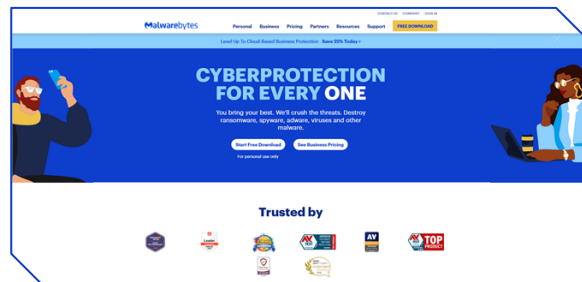 CONTACT US COMPANY SIGN IN
Malwarebytes
Personal Business Pricing Partners Resources Support FREE DOWNLOAD
Level Up To Cloud-Based Business Protection Save 25% Today >
CYBERPROTECTION
FOR EVERY ONE
You bring your best. We'll crush the threats. Destroy
ransomware, spyware, adware, viruses and other
malware.
Start Free Download See Business Pricing
For personal use only
Trusted by
Leader
AV
TOP
PRODUCT